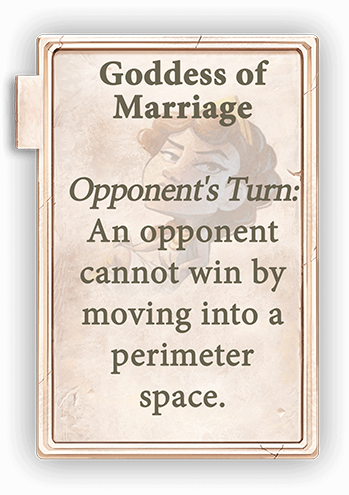 Goddess of
Marriage
Opponent's Turn:
An opponent
cannot win by
moving into a
perimeter
space.